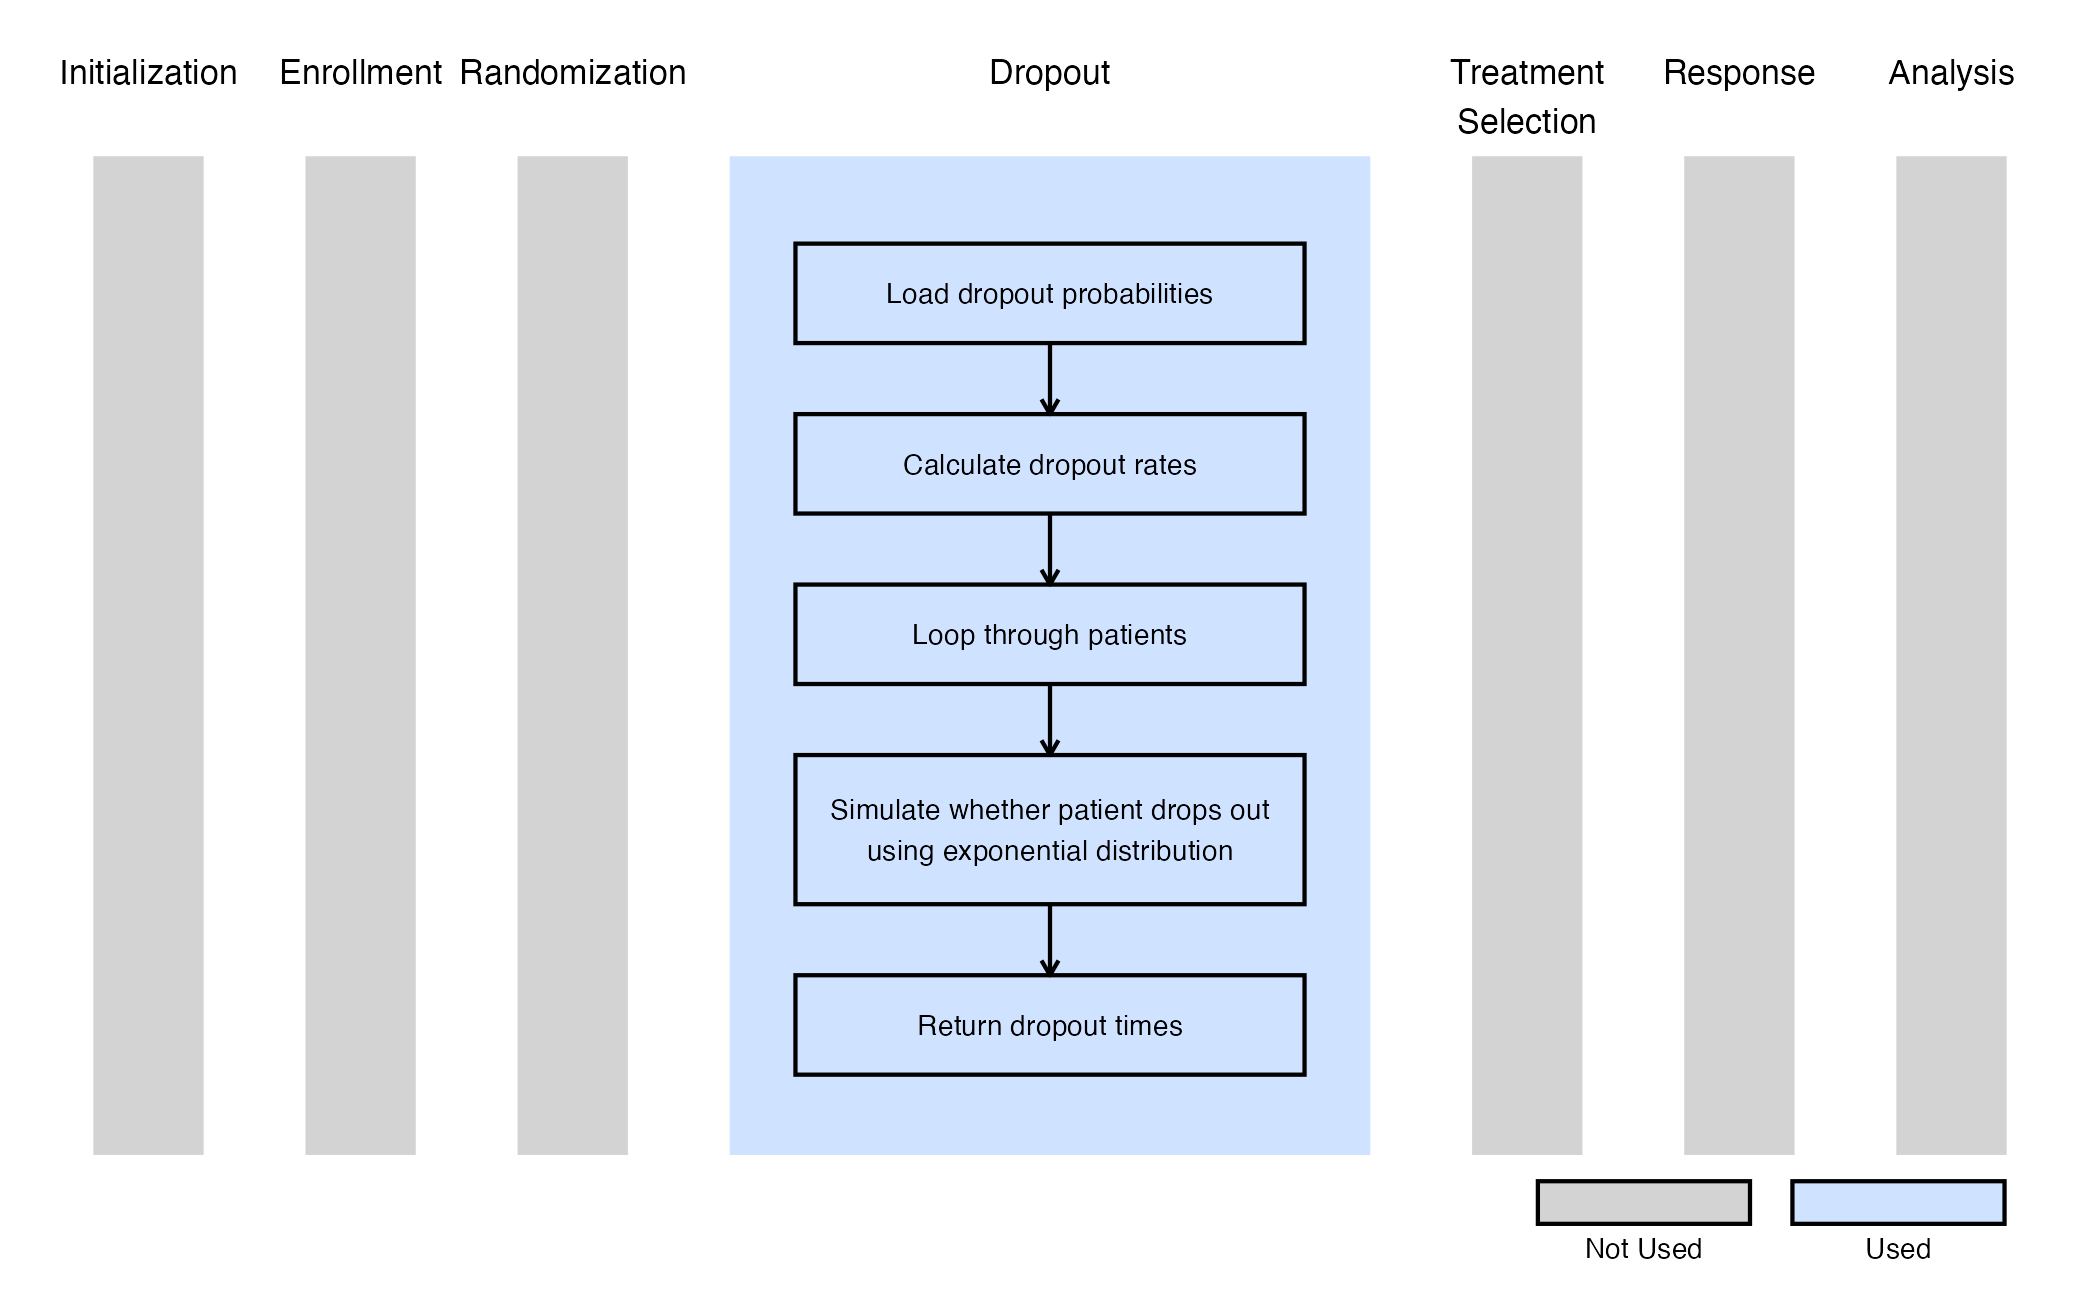 Initialization
Enrollment
Randomization
Dropout
Treatment
Selection
Response
Analysis
Load dropout probabilities
Calculate dropout rates
Loop through patients
Simulate whether patient drops out
using exponential distribution
Return dropout times
Not Used
Used